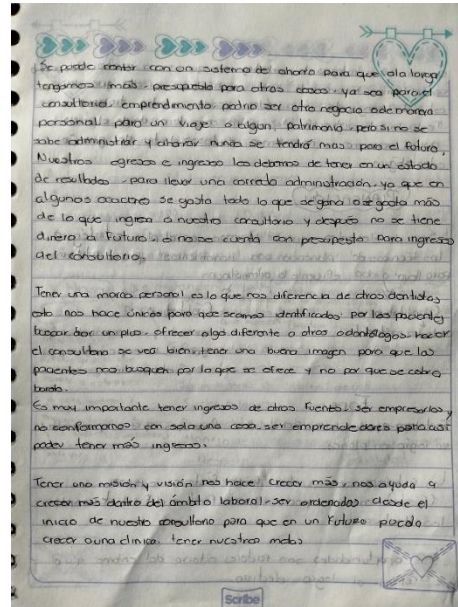 Se puede contar con un sistema de ahorro para que a la larga
tengamos más presupuesto para otras cosas, ya sea para el
consultorio, emprendimiento podrio ser otro negocio o de manera
personal para un viaje o algun patrimonio, pero si no se
sabe administrar y ahorrar nunca se tendrá mas para el futuro,
Nuestros egresos e ingresos los debemos de tener en un estado
de resultados para llevar una correcta administración, ya que en
algunas ocaciones se gasta todo lo que se gana o se gasta más
de lo que ingresa a nuestro consultorio y después no se tiene
dinero a futuro, o no se cuenta con presupuesto para ingresos
del consultorio.
Tener una marca personal es lo que nos diferencia de otros dentistas
esto nos hace únicos para que seamos identificados por los pacientes
buscar dar un plus, ofrecer algo diferente a otros odontólogos, hacer
el consultorio se vea bien, tener una buena imagen para que los
pacientes nos busquen por lo que se ofrece y no por que se cobra
barato.
Es muy importante tener ingresos de otras fuentes, ser empresarios y
no conformarnos con solo una cosa, ser emprendedores para así
poder tener más ingresos.
Tener una misión y visión nos hace crecer más, nos ayuda a
crecer más dentro del ámbito laboral, ser ordenados desde el
inicio de nuestro consultorio para que en un futuro pueda
crecer a una clinica, tener nuestras metas
Scribe